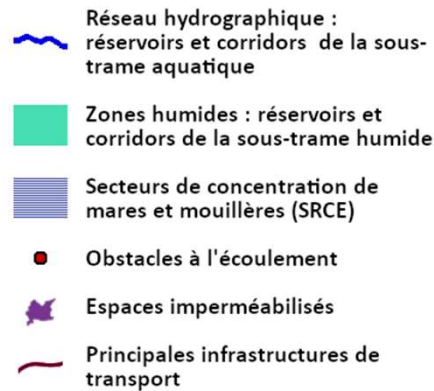 Réseau hydrographique :
réservoirs et corridors de la sous-
trame aquatique
Zones humides : réservoirs et
corridors de la sous-trame humide
Secteurs de concentration de
mares et mouillères (SRCE)
Obstacles à l'écoulement
Espaces imperméabilisés
Principales infrastructures de
transport